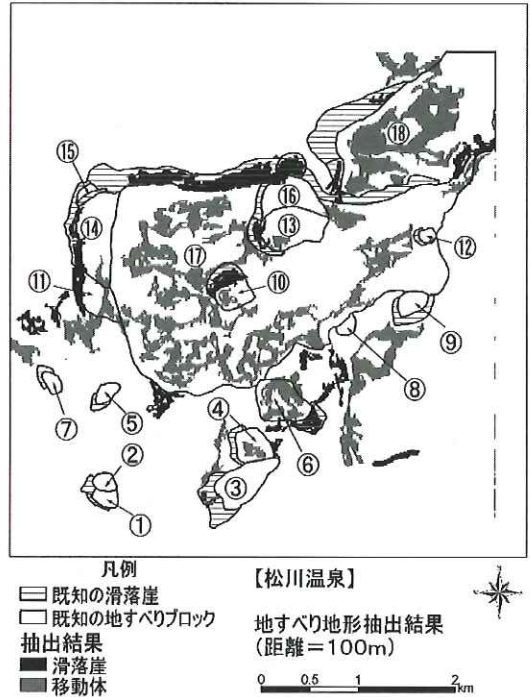 ⑮
⑭
⑯
⑬
⑱
⑰
⑫
⑪
⑩
⑨
⑧
⑦
⑤
④
⑥
②
③
①
凡例
既知の滑落崖
既知の地すべりブロック
抽出結果
滑落崖
移動体
【松川温泉】
地すべり地形抽出結果
(距離=100m)
0 0.5 1 2
km